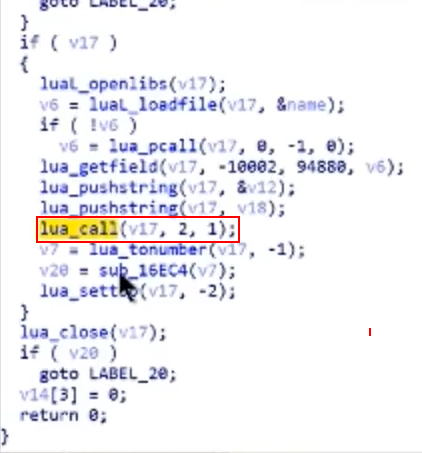 goto LABEL_20;
}
if ( v17 )
{
luaL_openlibs(v17);
v6 = luaL_loadfile(v17, &name);
if ( !v6 )
v6 = lua_pcall(v17, 0, -1, 0);
lua_getfield(v17, -10002, 94880, v6);
lua_pushstring(v17, &v12);
lua_pushstring(v17, v18);
lua_call(v17, 2, 1);
v7 = lua_tonumber(v17, -1);
v20 = sub_16EC4(v7);
lua_settop(v17, -2);
}
lua_close(v17);
if ( v20 )
goto LABEL_20;
v14[3] = 0;
return 0;
}